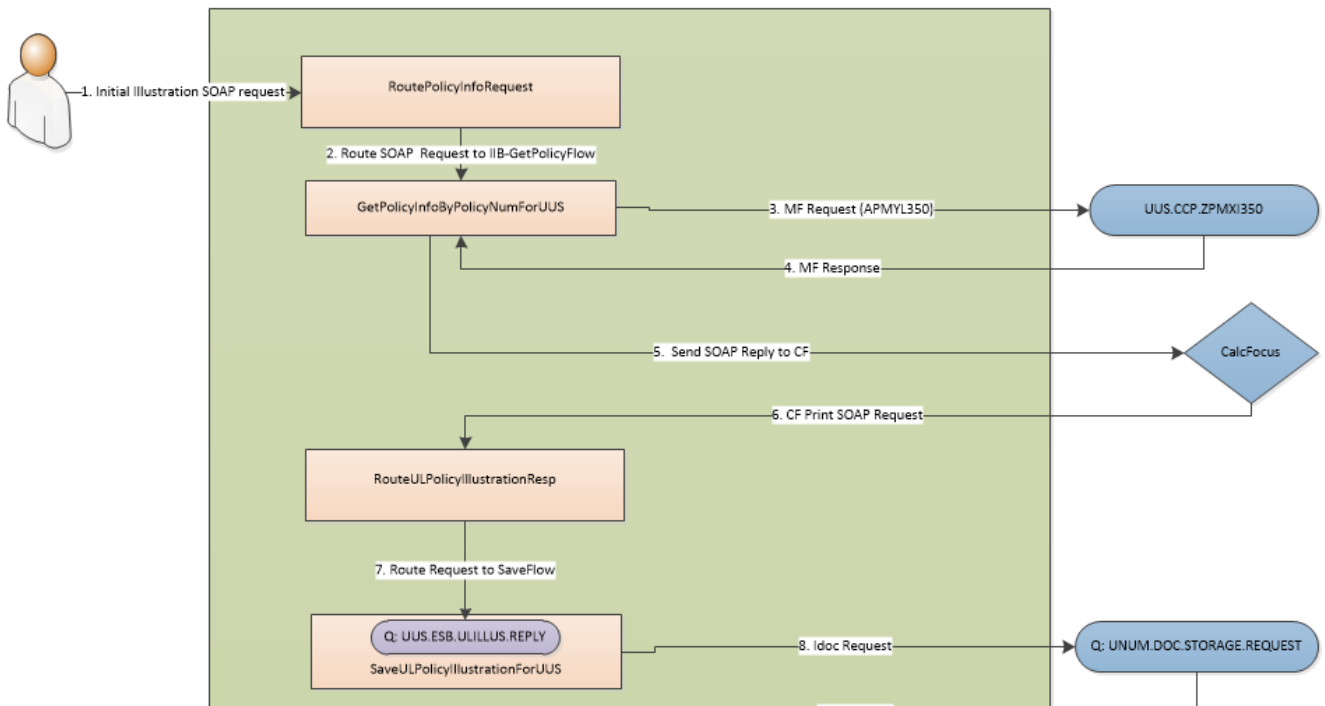 1. Initial Illustration SOAP request
RoutePolicyInfoRequest
2. Route SOAP Request to IIB-GetPolicyFlow
GetPolicyInfoByPolicyNumForUUS
3. MF Request (APMYL350)
UUS.CCP.ZPMXI350
4. MF Response
5. Send SOAP Reply to CF
CalcFocus
6. CF Print SOAP Request
RouteULPolicyIllustrationResp
7. Route Request to SaveFlow
Q: UUS.ESB.ULILLUS.REPLY
SaveULPolicyIllustrationForUUS
8. Idoc Request
Q: UNUM.DOC.STORAGE.REQUEST